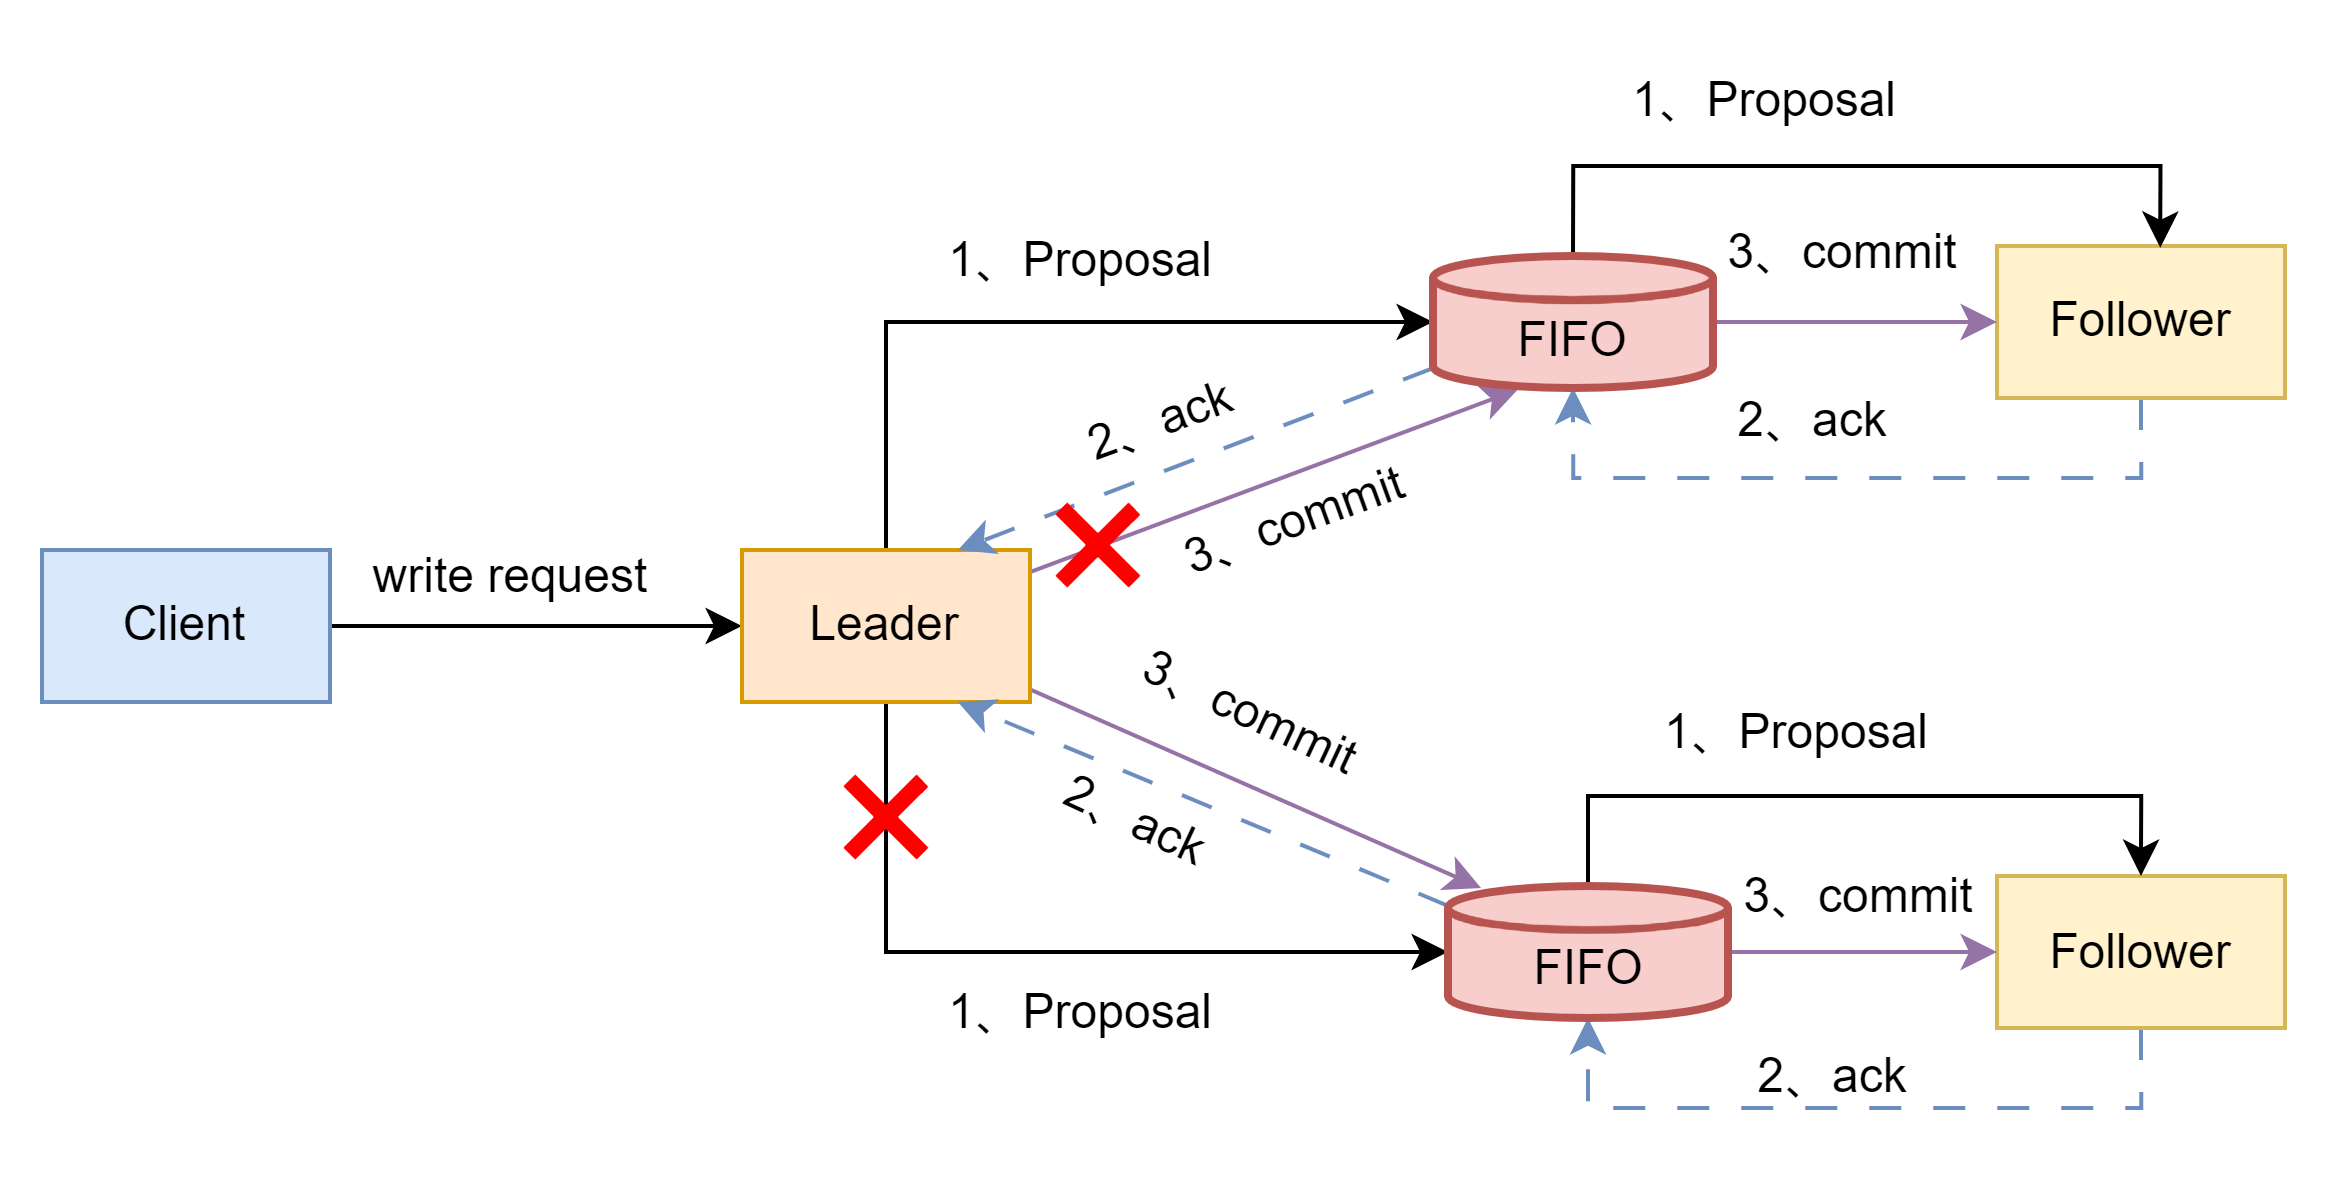 1、Proposal
1、Proposal
3、commit
Follower
FIFO
2、ack
2、ack
3、commit
write request
Client
Leader
3、commit
2、ack
1、Proposal
3、commit
Follower
FIFO
1、Proposal
2、ack